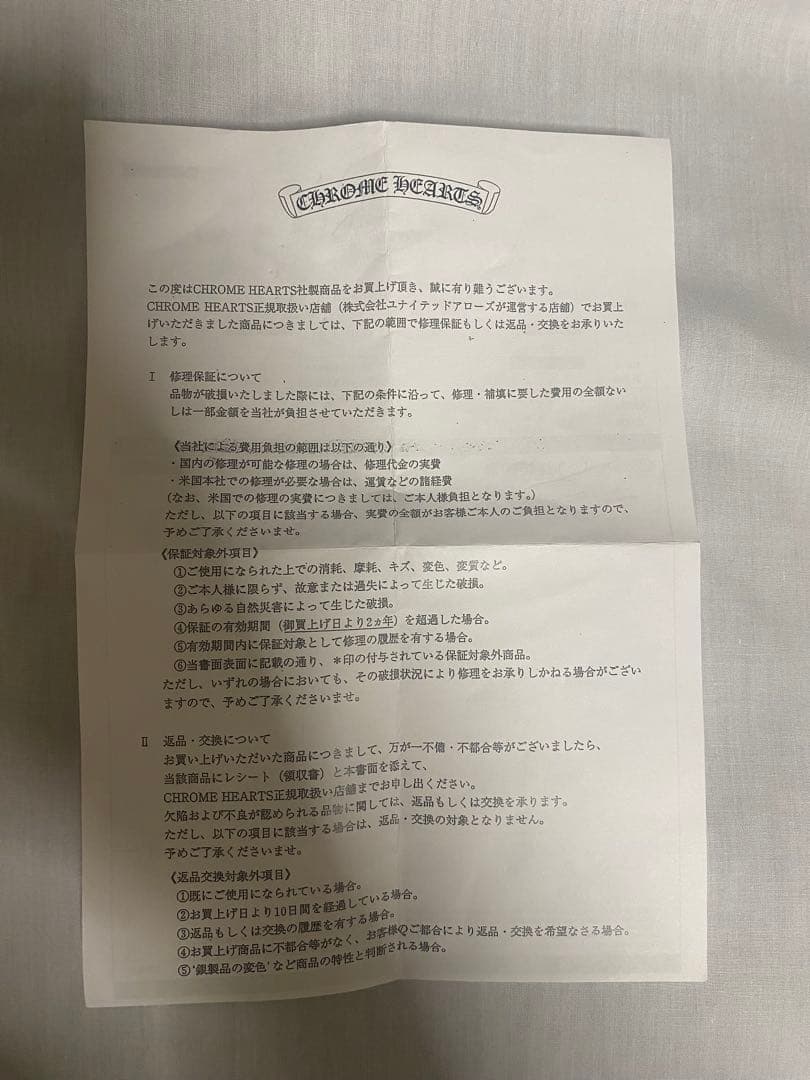 CHROME HEARTS
この度はCHROME HEARTS社製商品をお買上げ頂き、誠に有り難うございます。
CHROME HEARTS正規取扱い店舗（株式会社ユナイテッドアローズが運営する店舗）でお買上
げいただきました商品につきましては、下記の範囲で修理保証もしくは返品・交換をお承りいた
します。
Ⅰ 修理保証について
品物が破損いたしました際には、下記の条件に沿って、修理・補填に要した費用の全額ない
しは一部金額を当社が負担させていただきます。
《当社による費用負担の範囲は以下の通り》
・国内の修理が可能な修理の場合は、修理代金の実費
・米国本社での修理が必要な場合は、運賃などの諸経費
（なお、米国での修理の実費につきましては、ご本人様負担となります。）
ただし、以下の項目に該当する場合、実費の全額がお客様ご本人のご負担となりますので、
予めご了承くださいませ。
《保証対象外項目》
①ご使用になられた上での消耗、摩耗、キズ、変色、変質など。
②ご本人様に限らず、故意または過失によって生じた破損。
③あらゆる自然災害によって生じた破損。
④保証の有効期間（御買上げ日より2ヵ年）を超過した場合。
⑤有効期間内に保証対象として修理の履歴を有する場合。
⑥当書面表面に記載の通り、＊印の付与されている保証対象外商品。
ただし、いずれの場合においても、その破損状況により修理をお承りしかねる場合がござい
ますので、予めご了承くださいませ。
Ⅱ 返品・交換について
お買い上げいただいた商品につきまして、万が一不備・不都合等がございましたら、
当該商品にレシート（領収書）と本書面を添えて、
CHROME HEARTS正規取扱い店舗までお申し出ください。
欠陥および不良が認められる品物に関しては、返品もしくは交換を承ります。
ただし、以下の項目に該当する場合は、返品・交換の対象となりません。
予めご了承くださいませ。
《返品交換対象外項目》
①既にご使用になられている場合。
②お買上げ日より10日間を経過している場合。
③返品もしくは交換の履歴を有する場合。
④お買上げ商品に不都合等がなく、お客様のご都合により返品・交換を希望なさる場合。
⑤‘銀製品の変色’など商品の特性と判断される場合。